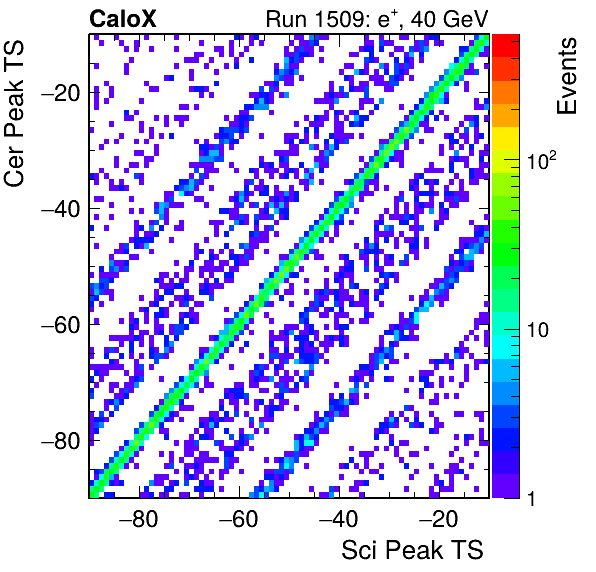 CaloX
Run 1509: e⁺, 40 GeV
Events
Cer Peak TS
−20
−40
−60
−80
10²
10
1
−80 −60 −40 −20
Sci Peak TS